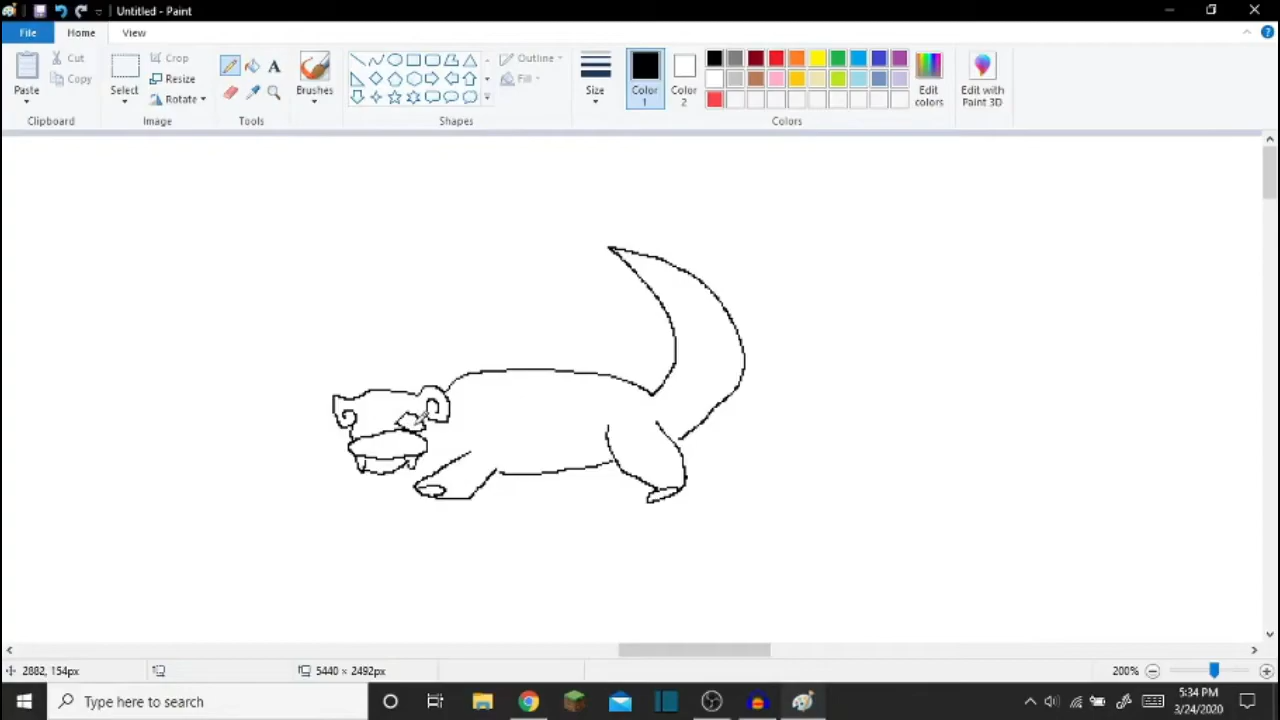 Untitled - Paint
File Home View
Paste
Cut
Copy
Clipboard
Select
Crop
Resize
Rotate
Image
A
Tools
Brushes
Shapes
Outline
Fill
Size
Color 1
Color 2
Colors
Edit colors
Edit with Paint 3D
2882, 154px
5440 × 2492px
200%
Type here to search
5:34 PM
3/24/2020